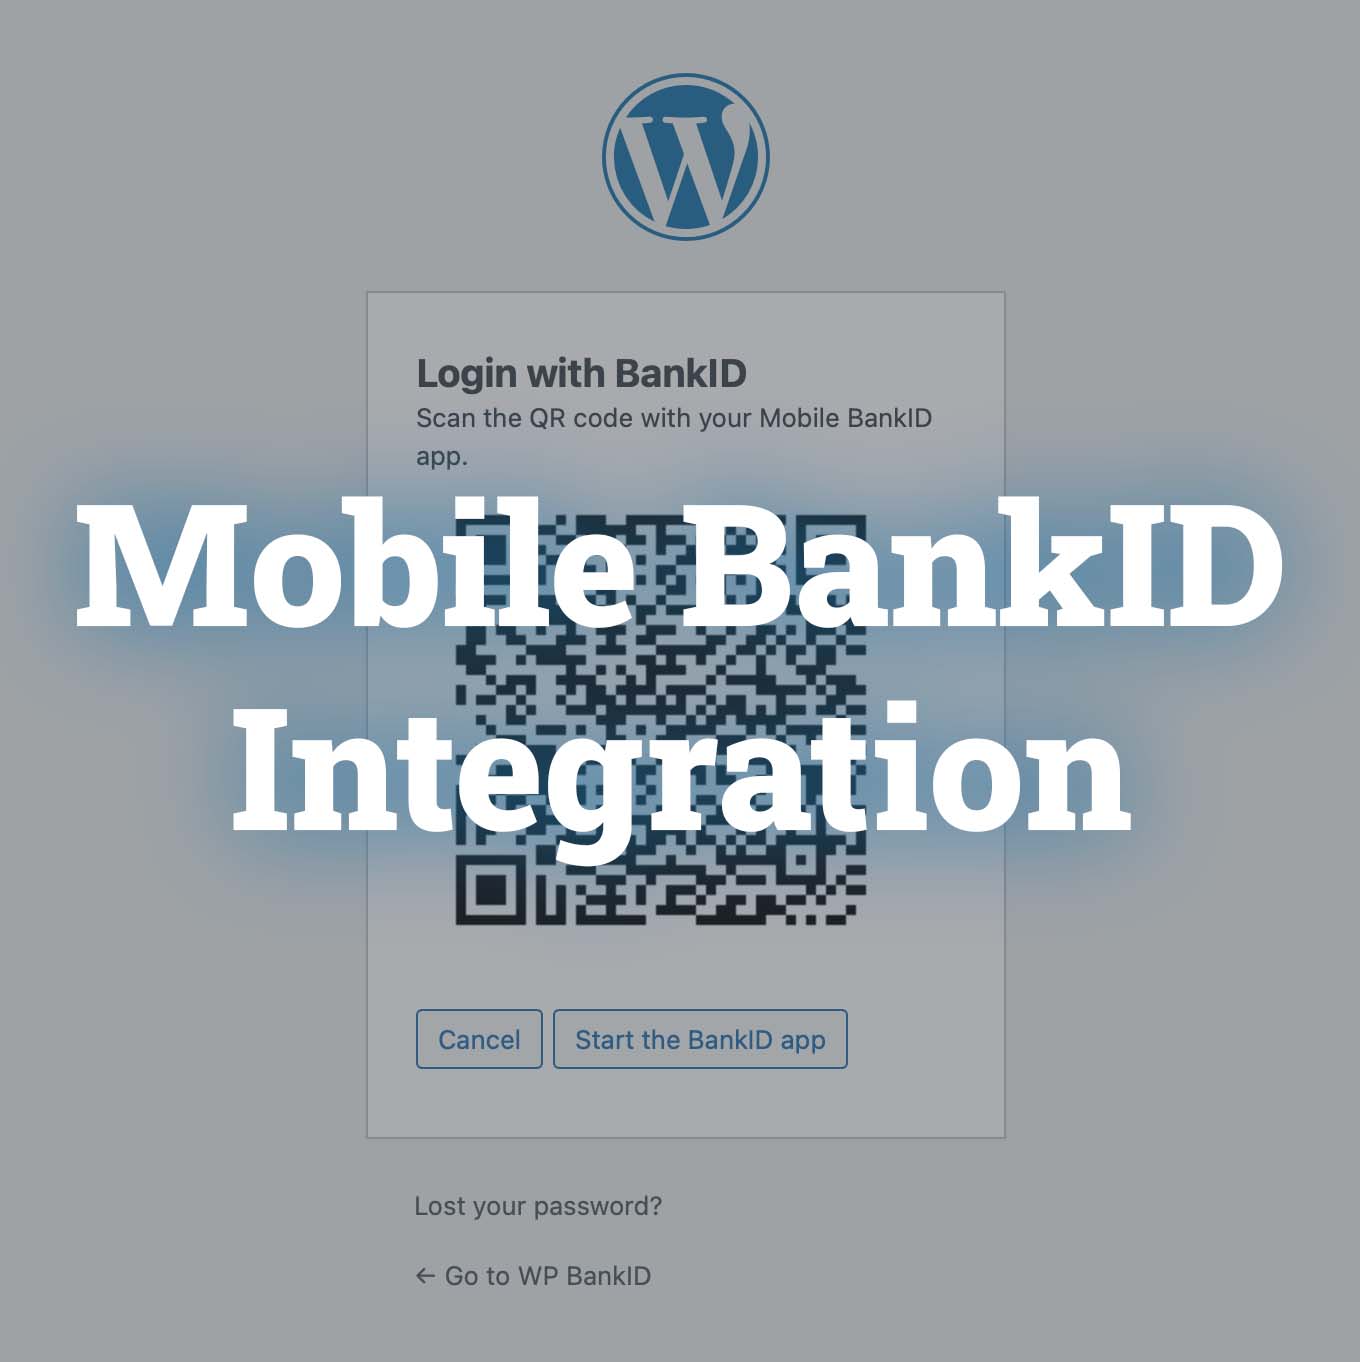 Login with BankID
Scan the QR code with your Mobile BankID
app.
Mobile BankID
Integration
Cancel
Start the BankID app
Lost your password?
← Go to WP BankID